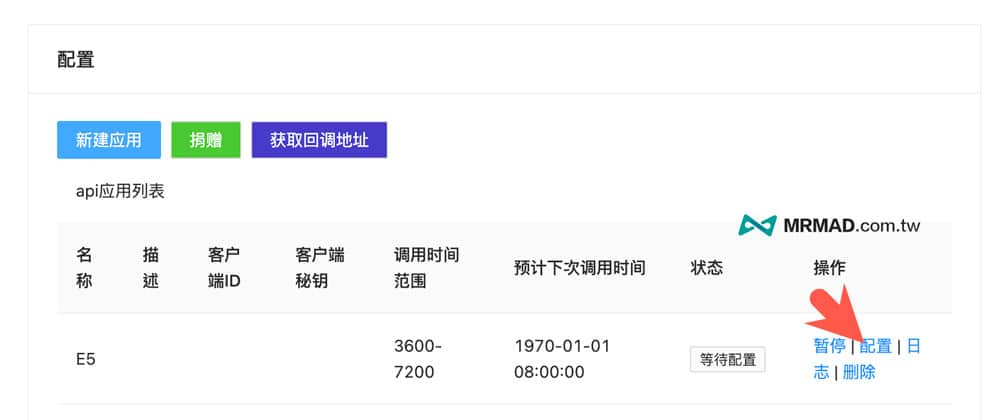 配置
新建应用 捐赠 获取回调地址
api应用列表
MRMAD.com.tw
名称 描述 客户端ID 客户端秘钥 调用时间范围 预计下次调用时间 状态 操作
E5 3600-7200 1970-01-01 08:00:00 等待配置 暂停 | 配置 | 日志 | 删除